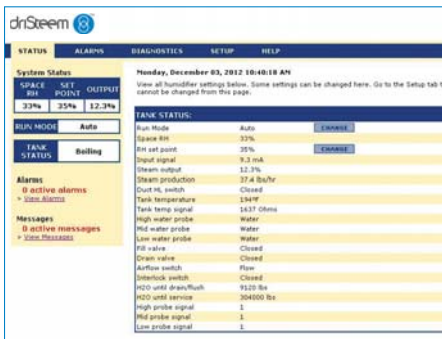 driSteem
STATUS ALARMS DIAGNOSTICS SETUP HELP
System Status
SPACE RH SET POINT OUTPUT
33% 35% 12.3%
RUN MODE Auto
TANK STATUS Boiling
Alarms
0 active alarms
» View Alarms
Messages
0 active messages
» View Messages
Monday, December 03, 2012 10:40:18 AM
View all humidifier settings below. Some settings can be changed here. Go to the Setup tab
cannot be changed from this page.
TANK STATUS:
Run Mode Auto CHANGE
Space RH 33%
RH set point 35% CHANGE
Input signal 9.3 mA
Steam output 12.3%
Steam production 37.4 lbs/hr
Duct HL switch Closed
Tank temperature 194°F
Tank temp signal 1637 Ohms
High water probe Water
Mid water probe Water
Low water probe Water
Fill valve Closed
Drain valve Closed
Airflow switch Flow
Interlock switch Closed
H2O until drain/flush 9120 lbs
H2O until service 304000 lbs
High probe signal 1
Mid probe signal 1
Low probe signal 1